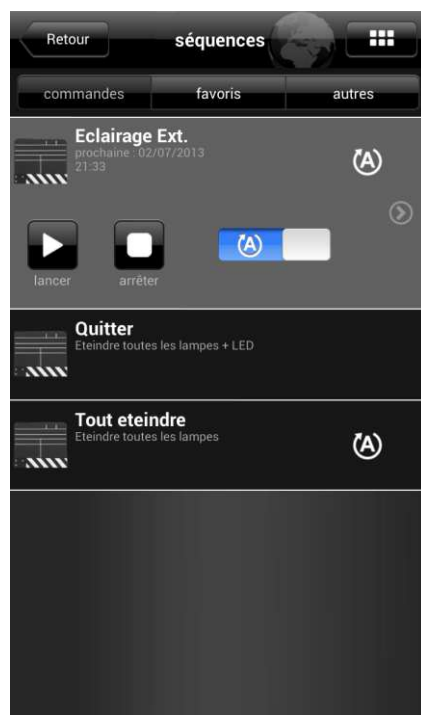 Retour
séquences
commandes
favoris
autres
Eclairage Ext.
prochaine : 02/07/2013
21:33
A
lancer
arrêter
A
Quitter
Eteindre toutes les lampes + LED
Tout eteindre
Eteindre toutes les lampes
A